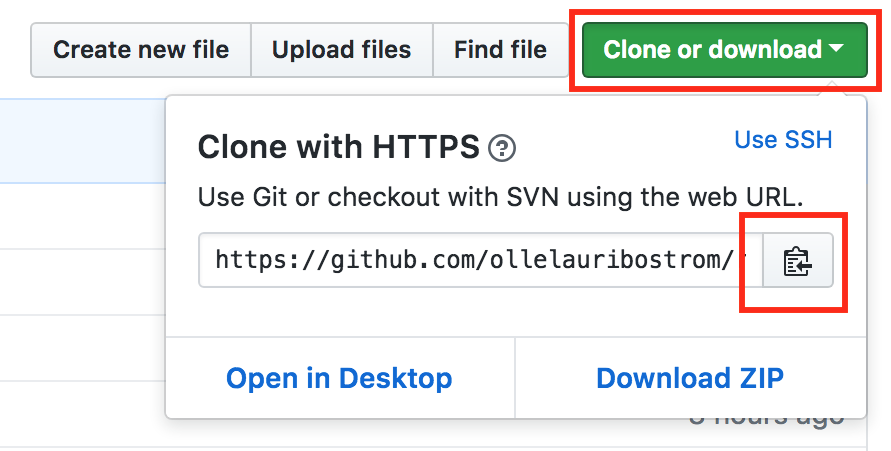 Create new file Upload files Find file Clone or download
Clone with HTTPS ?
Use SSH
Use Git or checkout with SVN using the web URL.
https://github.com/ollelauribostrom/
Open in Desktop Download ZIP
hours ago